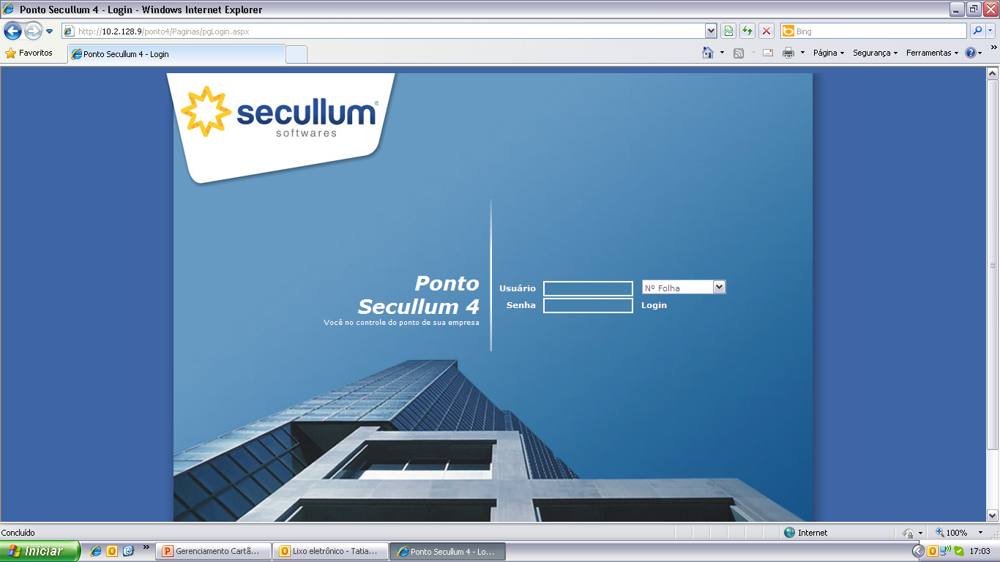 Ponto Secullum 4 - Login - Windows Internet Explorer
http://10.2.128.9/ponto4/Paginas/pgLogin.aspx
Bing
Favoritos
Ponto Secullum 4 - Login
Página
Segurança
Ferramentas
secullum®
softwares
Ponto
Secullum 4
Você no controle do ponto de sua empresa
Usuário
Nº Folha
Senha
Login
Concluído
Internet
100%
Iniciar
Gerenciamento Cartã...
Lixo eletrônico - Tatia...
Ponto Secullum 4 - Lo...
17:03